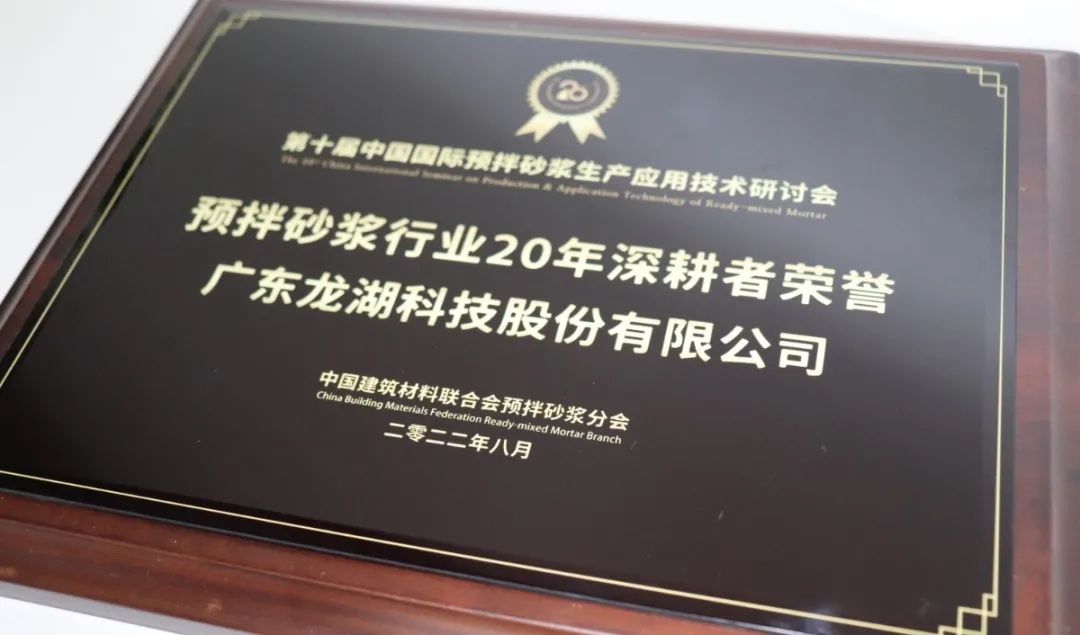 20
第十届中国国际预拌砂浆生产应用技术研讨会
The 10th China International Seminar on Production & Application Technology of Ready-mixed Mortar
预拌砂浆行业20年深耕者荣誉
广东龙湖科技股份有限公司
中国建筑材料联合会预拌砂浆分会
China Building Materials Federation Ready-mixed Mortar Branch
二零二二年八月